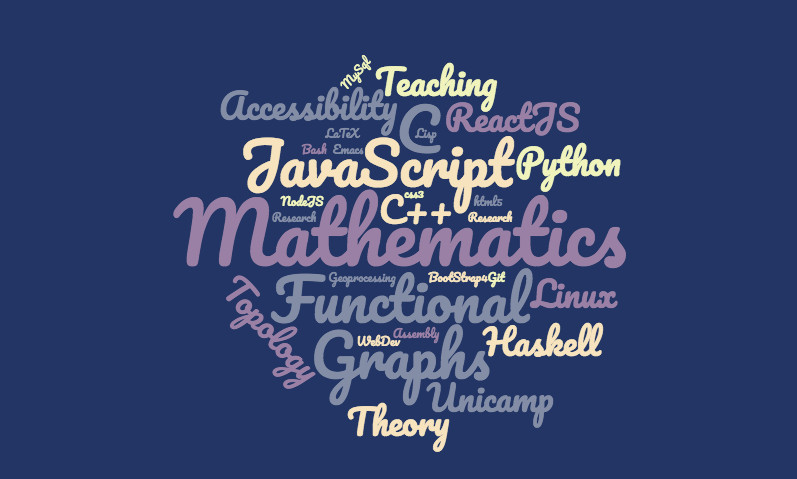 MySql
Teaching
Accessibility
C
ReactJS
LaTeX
Lisp
Bash
Emacs
JavaScript
Python
NodeJS
css3
C++
html5
Research
Research
Mathematics
Geoprocessing
BootStrap4Git
Functional
Linux
Topology
Assembly
WebDev
Haskell
Graphs
Unicamp
Theory